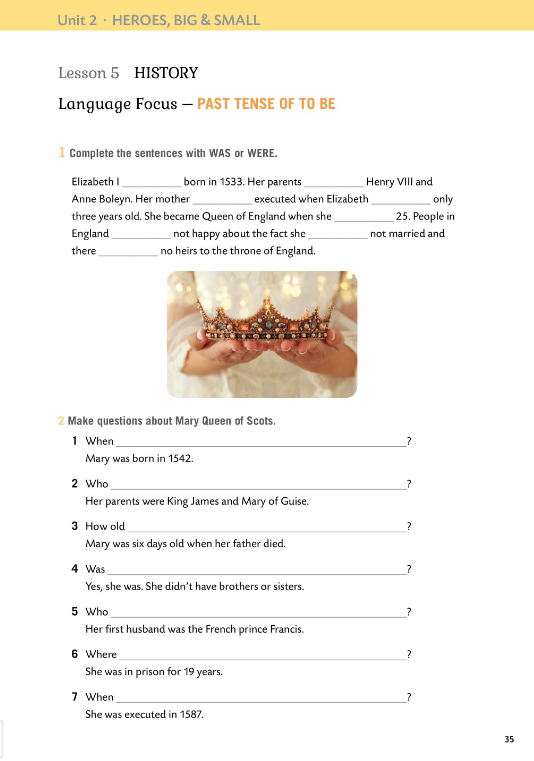 Unit 2 · HEROES, BIG & SMALL
Lesson 5 HISTORY
Language Focus – PAST TENSE OF TO BE
1 Complete the sentences with WAS or WERE.
Elizabeth I __________ born in 1533. Her parents __________ Henry VIII and
Anne Boleyn. Her mother __________ executed when Elizabeth __________ only
three years old. She became Queen of England when she __________ 25. People in
England __________ not happy about the fact she __________ not married and
there __________ no heirs to the throne of England.
2 Make questions about Mary Queen of Scots.
1 When __________?
Mary was born in 1542.
2 Who __________?
Her parents were King James and Mary of Guise.
3 How old __________?
Mary was six days old when her father died.
4 Was __________?
Yes, she was. She didn't have brothers or sisters.
5 Who __________?
Her first husband was the French prince Francis.
6 Where __________?
She was in prison for 19 years.
7 When __________?
She was executed in 1587.
35